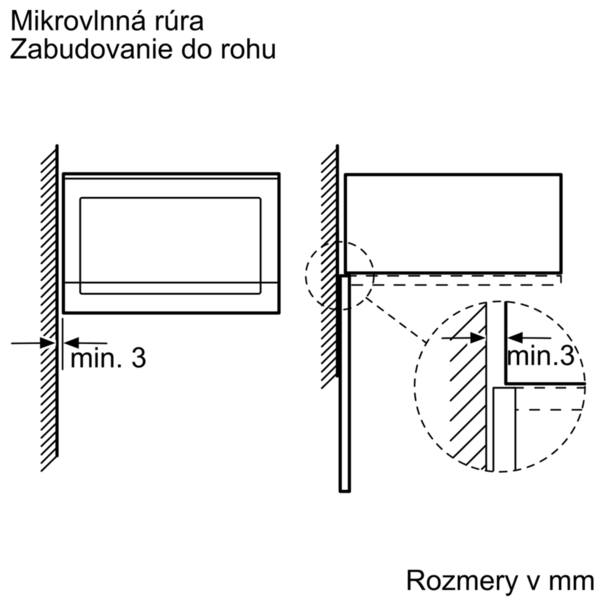 Mikrovlnná rúra
Zabudovanie do rohu
min. 3
min.3
Rozmery v mm